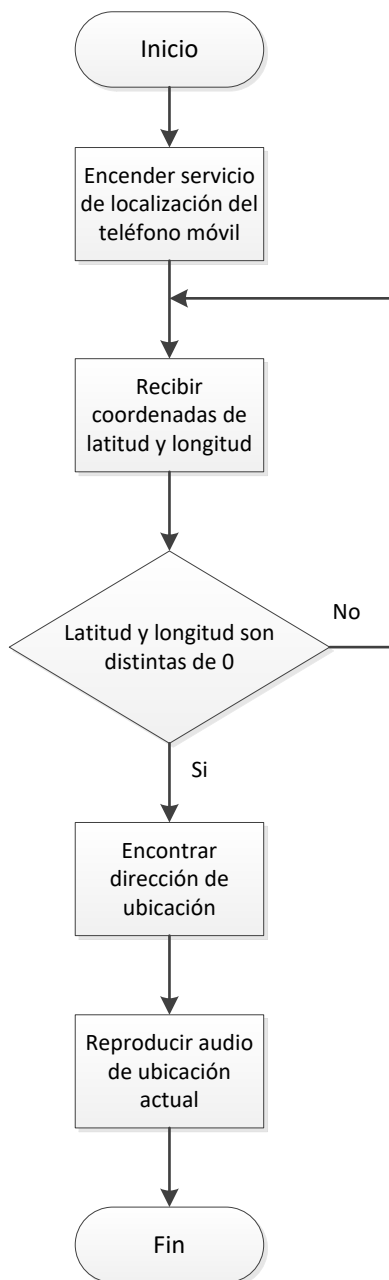 Inicio
Encender servicio
de localización del
teléfono móvil
Recibir
coordenadas de
latitud y longitud
Latitud y longitud son
distintas de 0
No
Si
Encontrar
dirección de
ubicación
Reproducir audio
de ubicación
actual
Fin